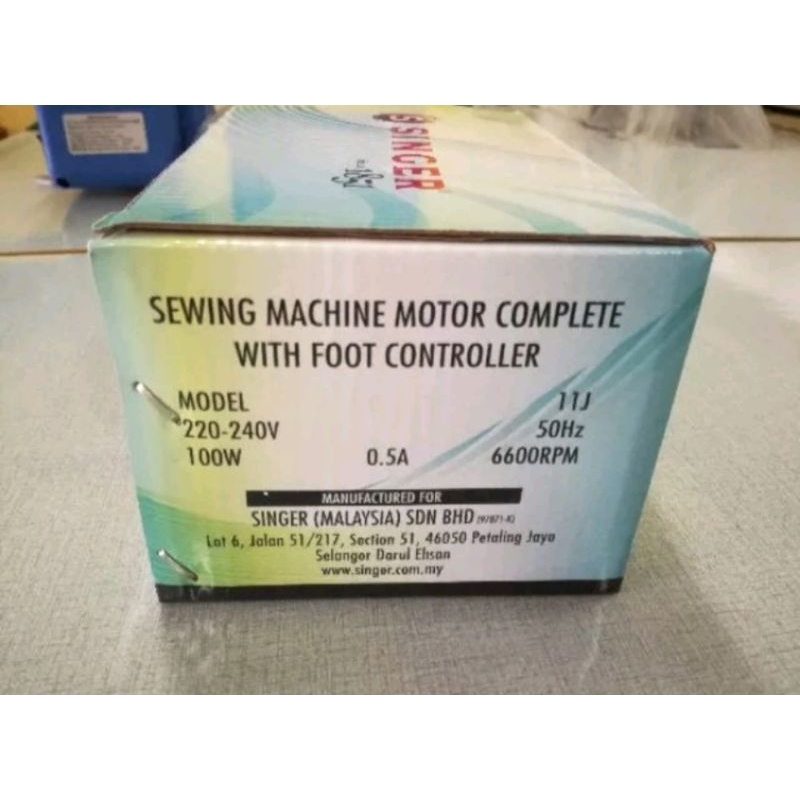 SINGER
SEWING MACHINE MOTOR COMPLETE
WITH FOOT CONTROLLER
MODEL 11J
220-240V 50Hz
100W 0.5A 6600RPM
MANUFACTURED FOR
SINGER (MALAYSIA) SDN BHD
Lot 6, Jalan 51/217, Section 51, 46050 Petaling Jaya
Selangor Darul Ehsan
www.singer.com.my